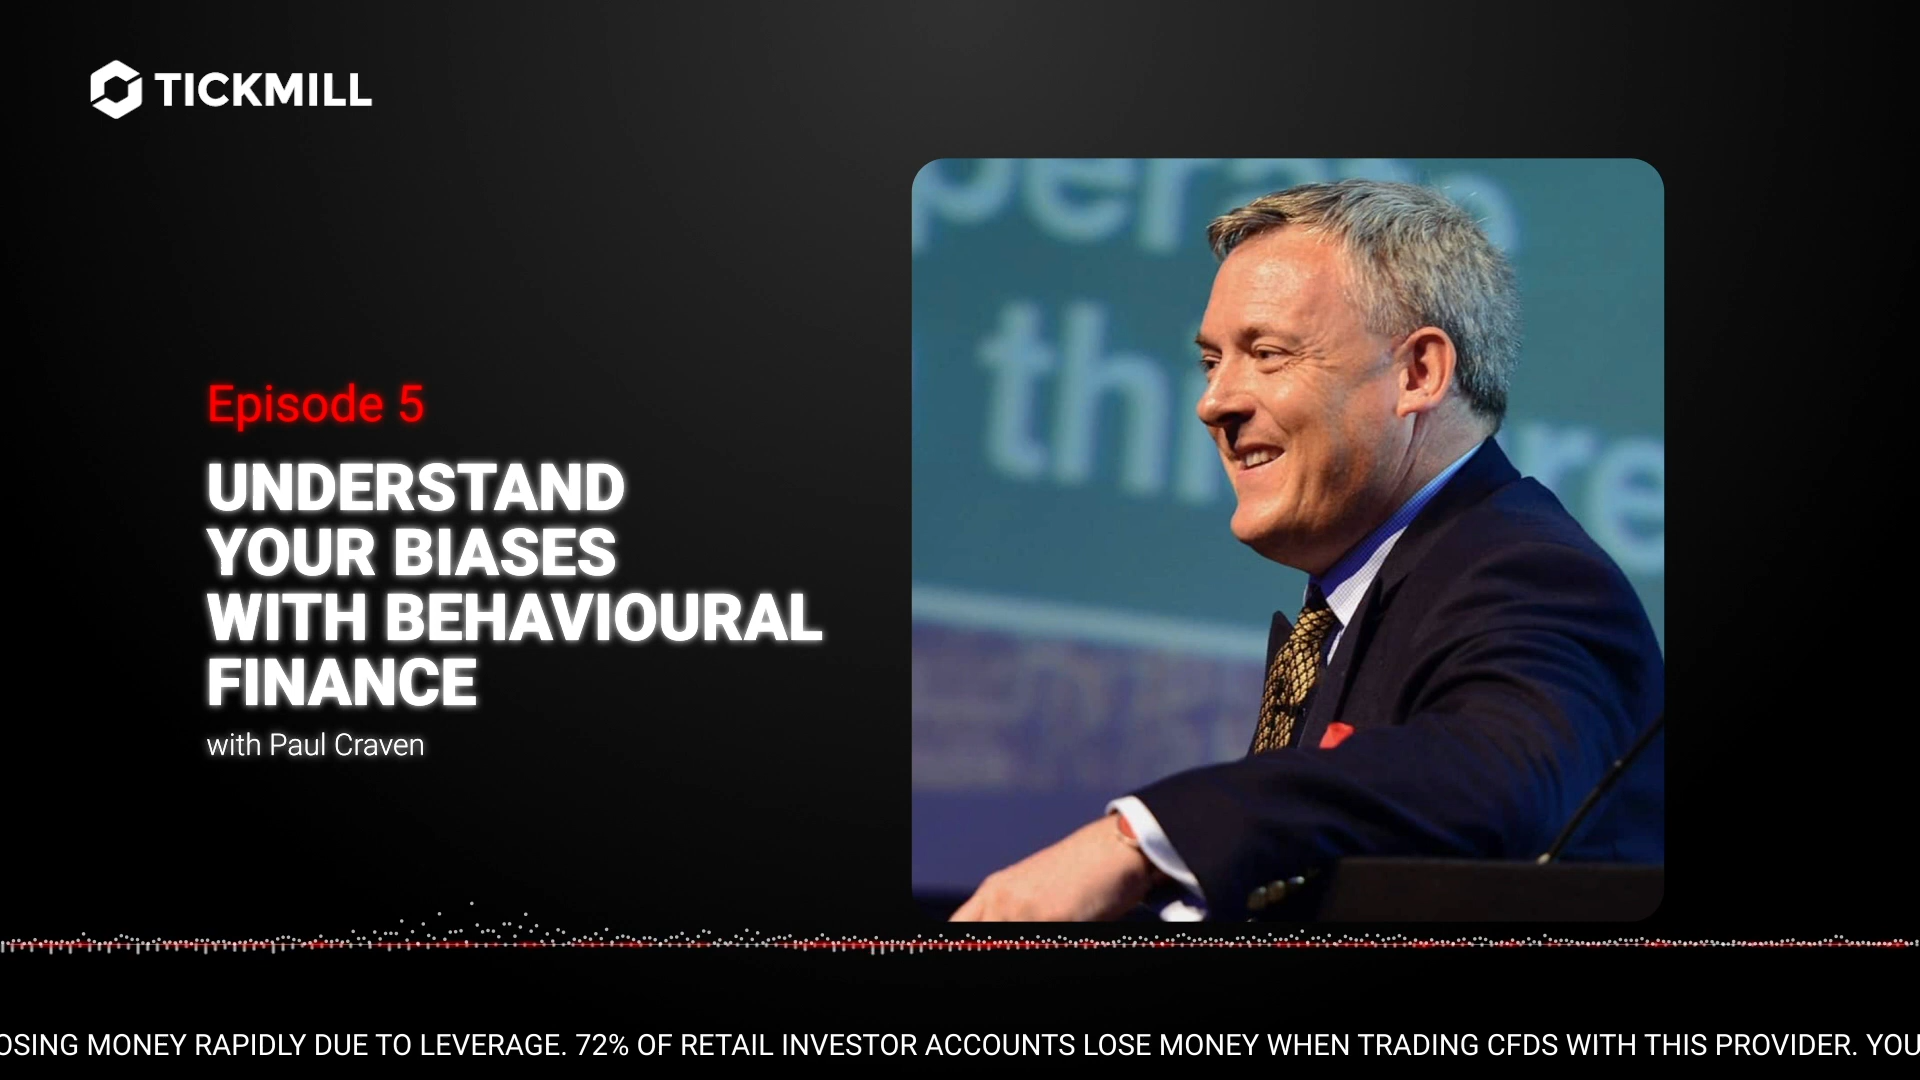 TICKMILL
Episode 5
UNDERSTAND
YOUR BIASES
WITH BEHAVIOURAL
FINANCE
with Paul Craven
OSING MONEY RAPIDLY DUE TO LEVERAGE. 72% OF RETAIL INVESTOR ACCOUNTS LOSE MONEY WHEN TRADING CFDS WITH THIS PROVIDER. YOU